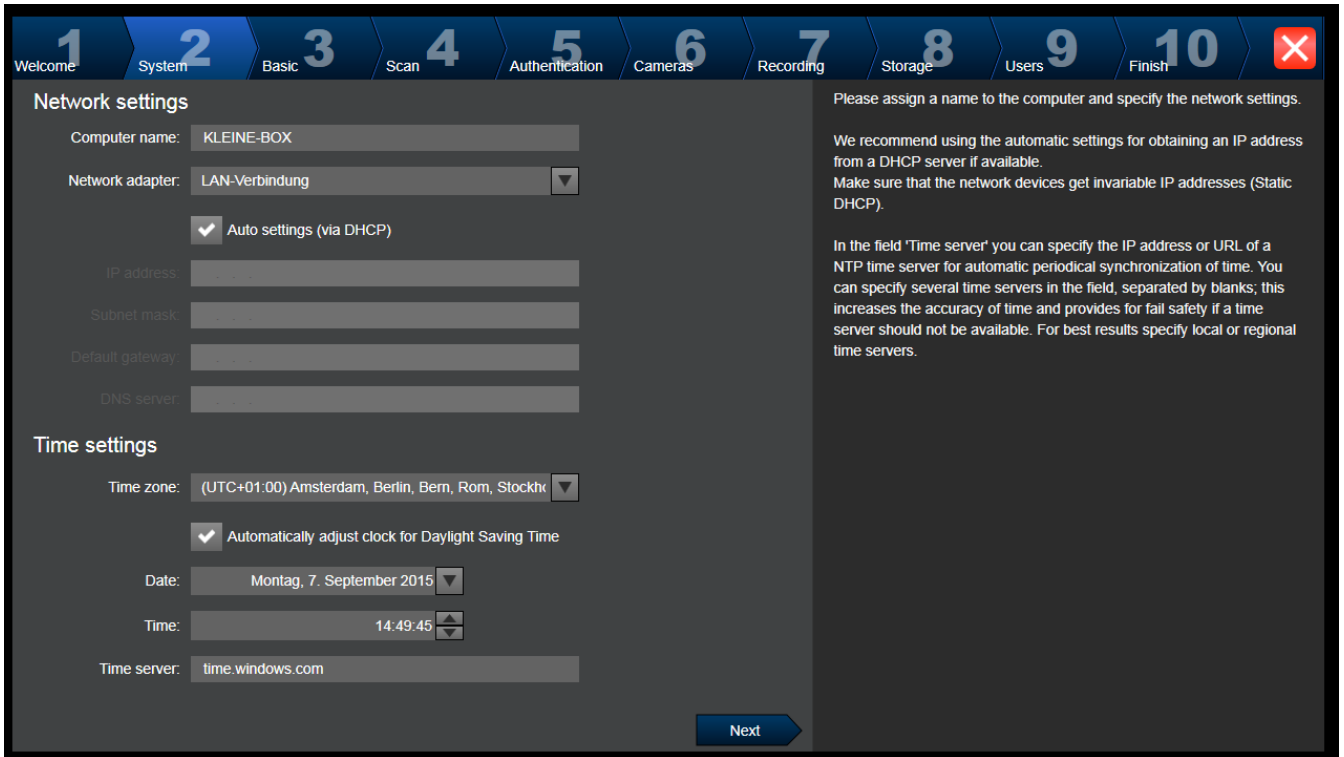 1 Welcome
2 System
3 Basic
4 Scan
5 Authentication
6 Cameras
7 Recording
8 Storage
9 Users
10 Finish
Network settings
Computer name: KLEINE-BOX
Network adapter: LAN-Verbindung
Auto settings (via DHCP)
IP address:
Subnet mask:
Default gateway:
DNS server:
Time settings
Time zone: (UTC+01:00) Amsterdam, Berlin, Bern, Rom, Stockho
Automatically adjust clock for Daylight Saving Time
Date: Montag, 7. September 2015
Time: 14:49:45
Time server: time.windows.com
Next
Please assign a name to the computer and specify the network settings.
We recommend using the automatic settings for obtaining an IP address
from a DHCP server if available.
Make sure that the network devices get invariable IP addresses (Static
DHCP).
In the field 'Time server' you can specify the IP address or URL of a
NTP time server for automatic periodical synchronization of time. You
can specify several time servers in the field, separated by blanks; this
increases the accuracy of time and provides for fail safety if a time
server should not be available. For best results specify local or regional
time servers.